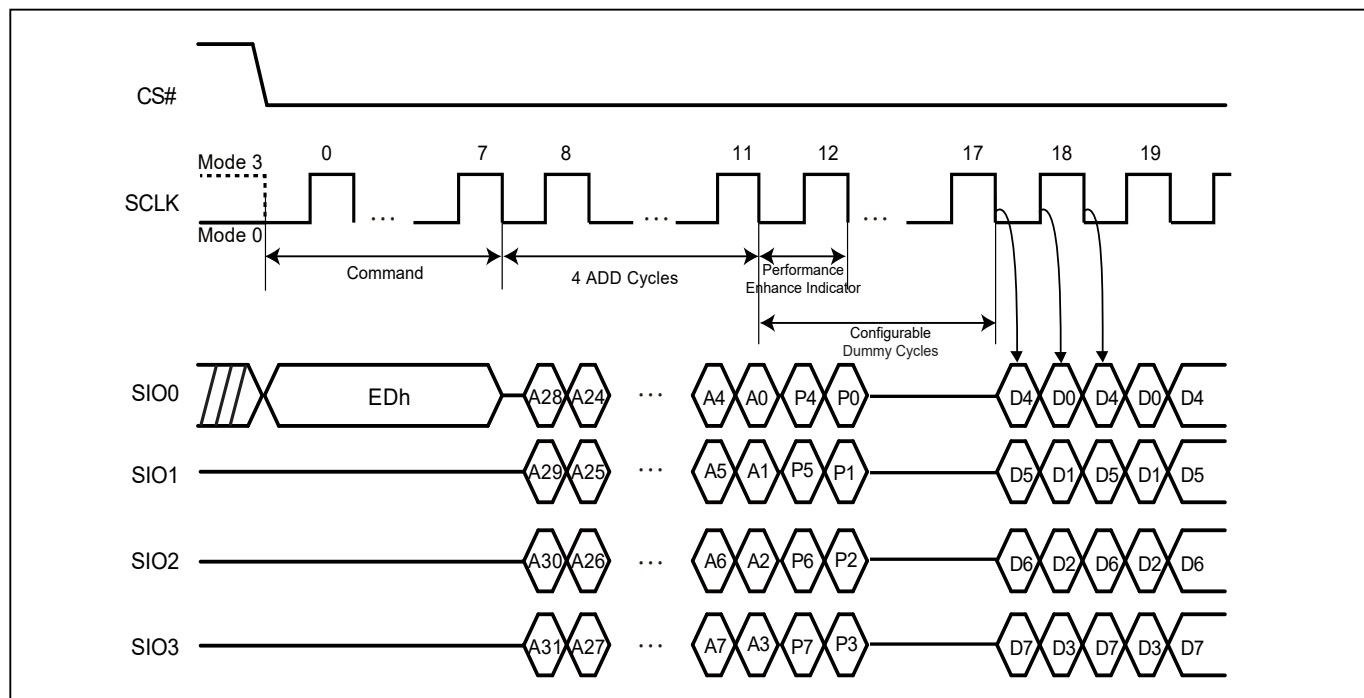 CS#
Mode 3
0 7 8 11 12 17 18 19
SCLK
... ... ...
Mode 0
Command
4 ADD Cycles
Performance
Enhance Indicator
Configurable
Dummy Cycles
SIO0 EDh A28 A24 ... A4 A0 P4 P0 D4 D0 D4 D0 D4
SIO1 A29 A25 ... A5 A1 P5 P1 D5 D1 D5 D1 D5
SIO2 A30 A26 ... A6 A2 P6 P2 D6 D2 D6 D2 D6
SIO3 A31 A27 ... A7 A3 P7 P3 D7 D3 D7 D3 D7